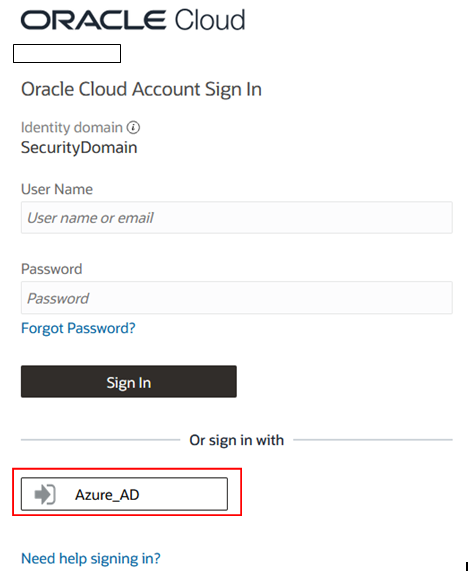 ORACLE Cloud
Oracle Cloud Account Sign In
Identity domain
SecurityDomain
User Name
User name or email
Password
Password
Forgot Password?
Sign In
Or sign in with
Azure_AD
Need help signing in?